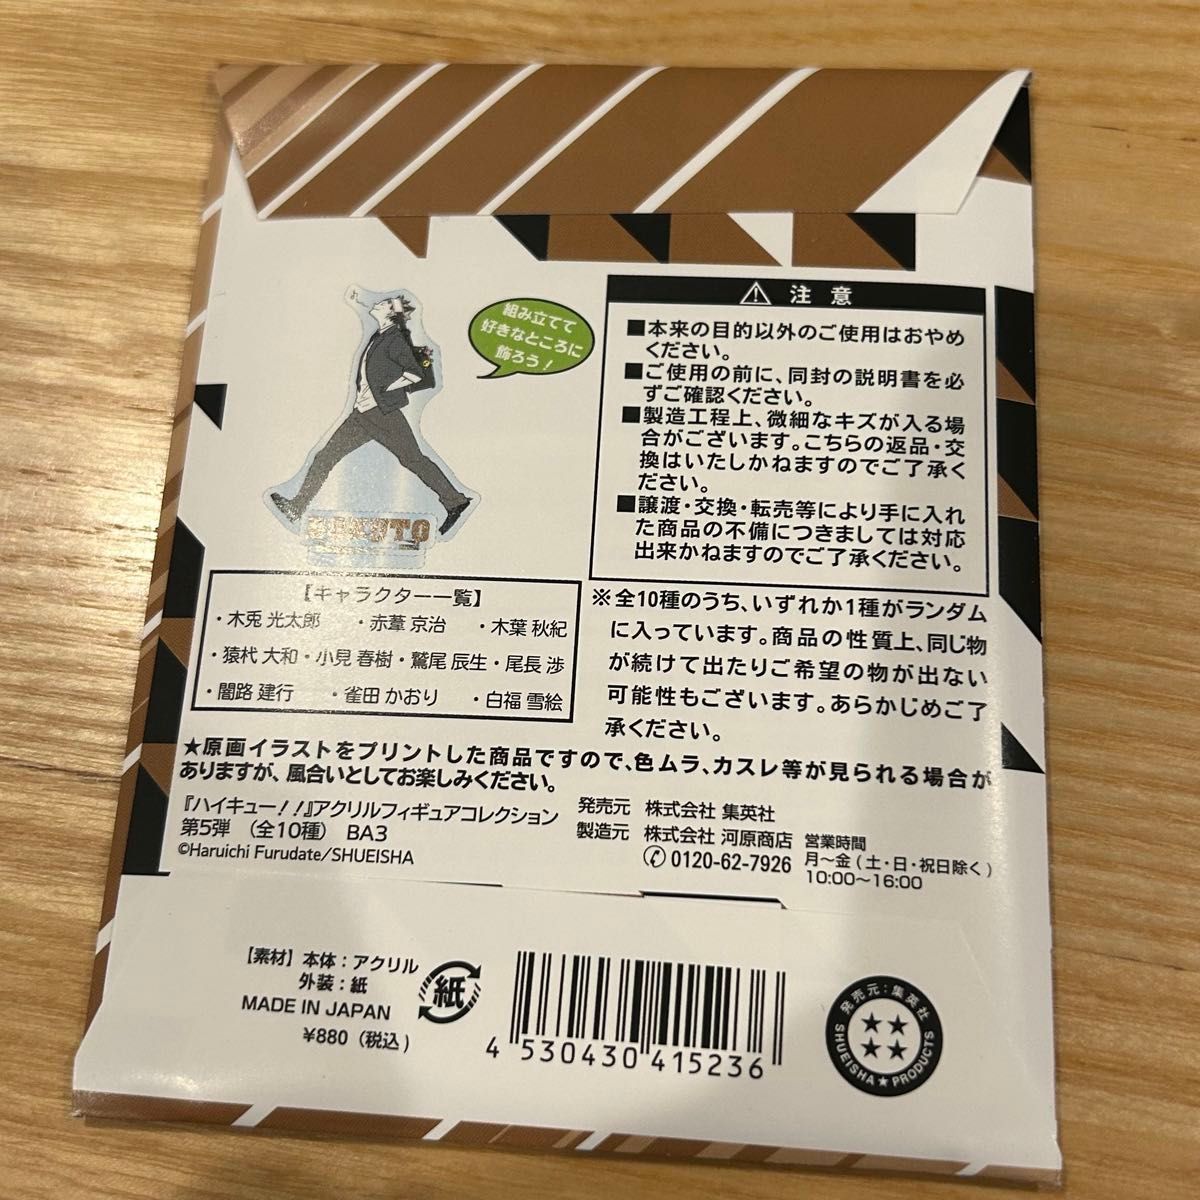 組み立てて
好きなところに
飾ろう！
注意
■本来の目的以外のご使用はおやめ
ください。
■ご使用の前に、同封の説明書を必
ずご確認ください。
■製造工程上、微細なキズが入る場
合がございます。こちらの返品・交
換はいたしかねますのでご了承く
ださい。
■譲渡・交換・転売等により手に入れ
た商品の不備につきましては対応
出来かねますのでご了承ください。
【キャラクター一覧】
・木兎 光太郎 ・赤葦 京治 ・木葉 秋紀
・猿杙 大和・小見 春樹・鷲尾 辰生・尾長 渉
・闇路 建行 ・雀田 かおり ・白福 雪絵
※全10種のうち、いずれか1種がランダム
に入っています。商品の性質上、同じ物
が続けて出たりご希望の物が出ない
可能性もございます。あらかじめご了
承ください。
★原画イラストをプリントした商品ですので、色ムラ、カスレ等が見られる場合が
ありますが、風合いとしてお楽しみください。
『ハイキュー！！』アクリルフィギュアコレクション
第5弾 （全10種） BA3
©Haruichi Furudate/SHUEISHA
発売元 株式会社 集英社
製造元 株式会社 河原商店
0120-62-7926
営業時間
月～金（土・日・祝日除く）
10:00～16:00
【素材】本体：アクリル
外装：紙
MADE IN JAPAN
¥880（税込）
紙
4 530430 415236
発売元：集英社
SHUEISHA★PRODUCTS